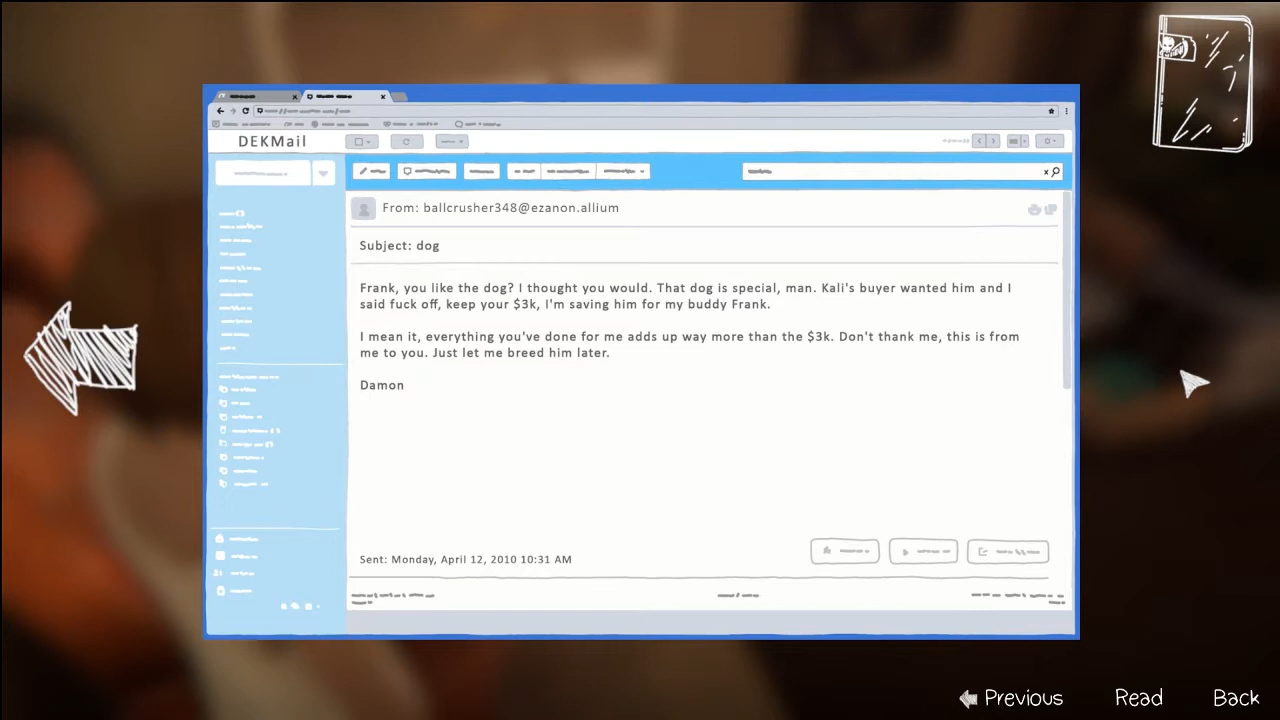 DEKMail
From: ballcrusher348@ezanon.allium
Subject: dog
Frank, you like the dog? I thought you would. That dog is special, man. Kali's buyer wanted him and I
said fuck off, keep your $3k, I'm saving him for my buddy Frank.
I mean it, everything you've done for me adds up way more than the $3k. Don't thank me, this is from
me to you. Just let me breed him later.
Damon
Sent: Monday, April 12, 2010 10:31 AM
Previous Read Back